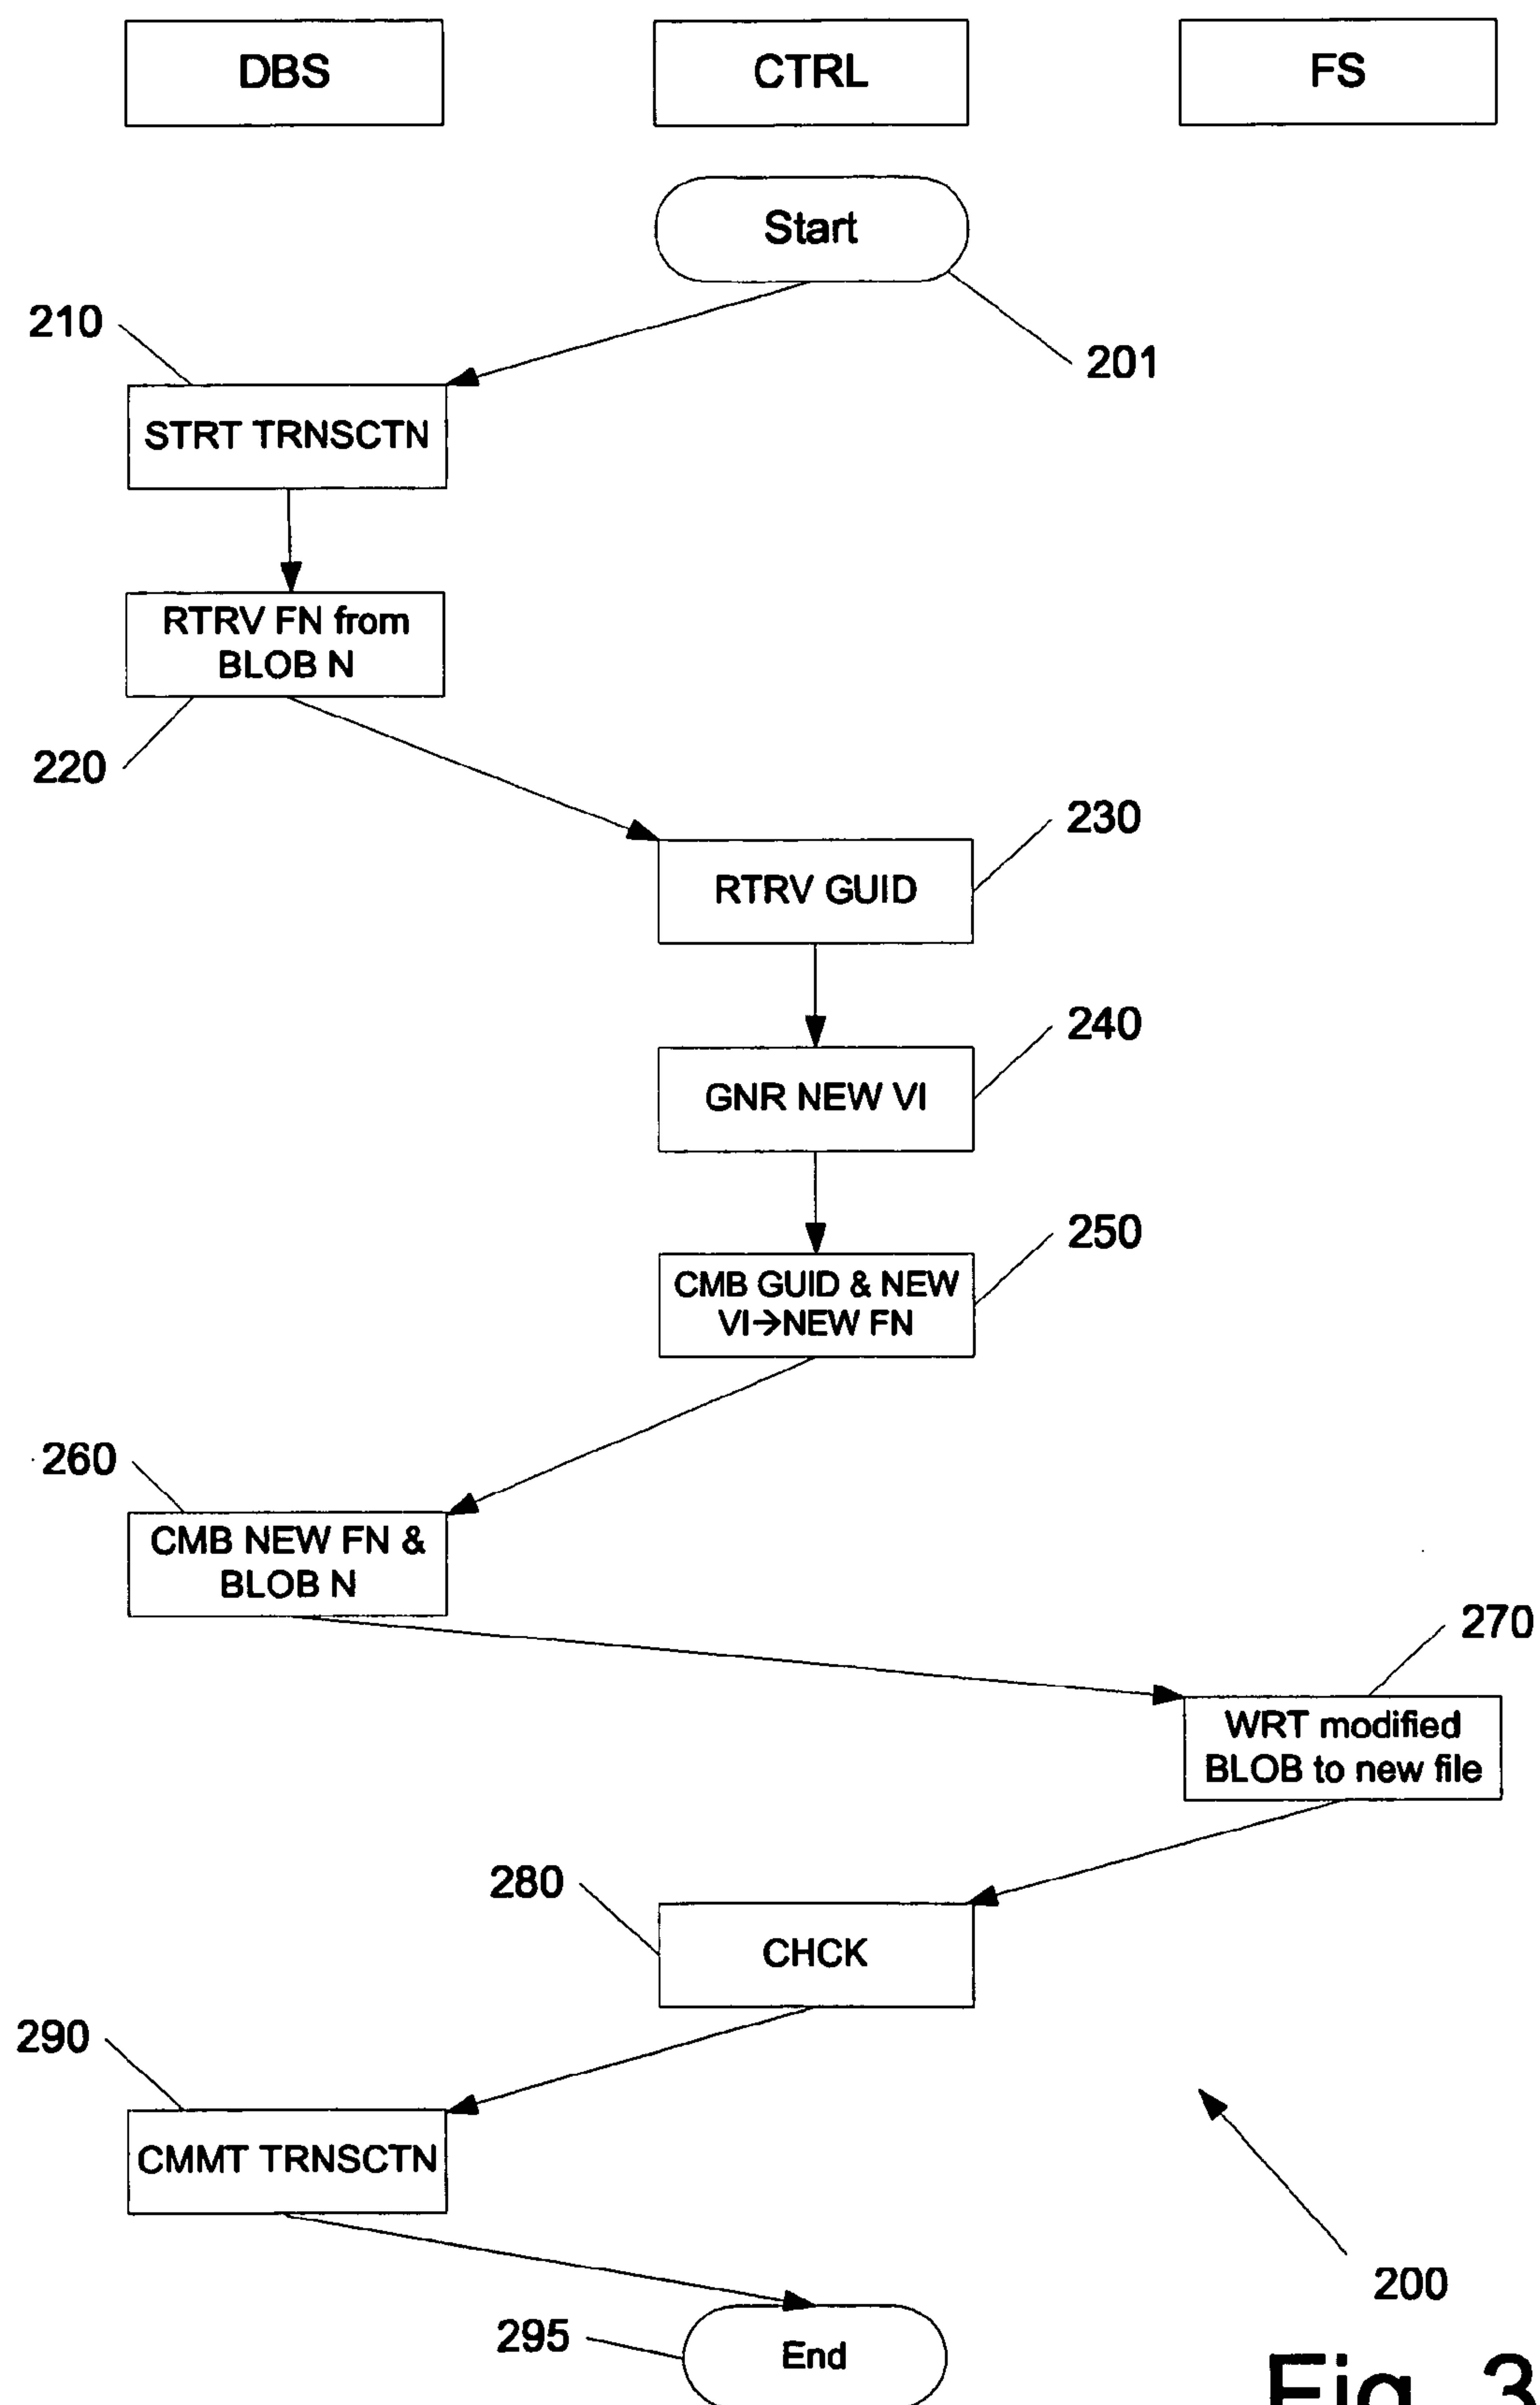 DBS
CTRL
FS
Start
210
201
STRT TRNSCTN
RTRV FN from
BLOB N
220
230
RTRV GUID
240
GNR NEW VI
250
CMB GUID & NEW
VI→NEW FN
260
CMB NEW FN &
BLOB N
270
WRT modified
BLOB to new file
280
CHCK
290
CMMT TRNSCTN
200
295
End
Fig. 3